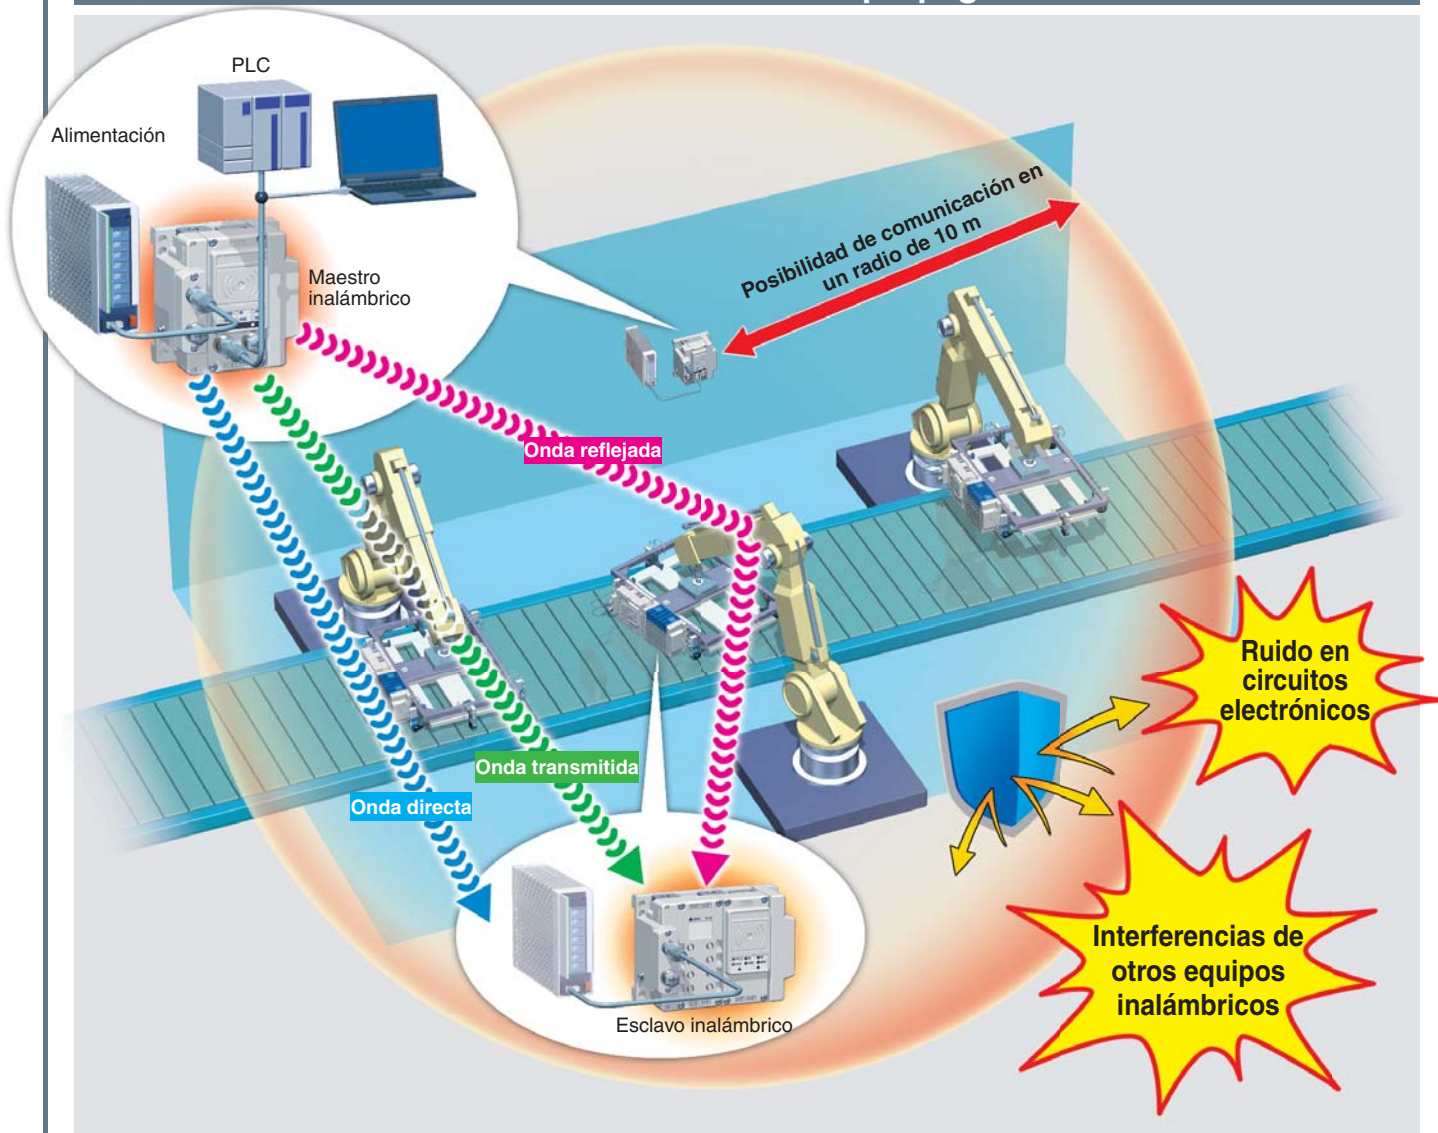 PLC
Alimentación
Maestro
inalámbrico
Posibilidad de comunicación en
un radio de 10 m
Onda reflejada
Onda transmitida
Onda directa
Ruido en
circuitos
electrónicos
Interferencias de
otros equipos
inalámbricos
Esclavo inalámbrico